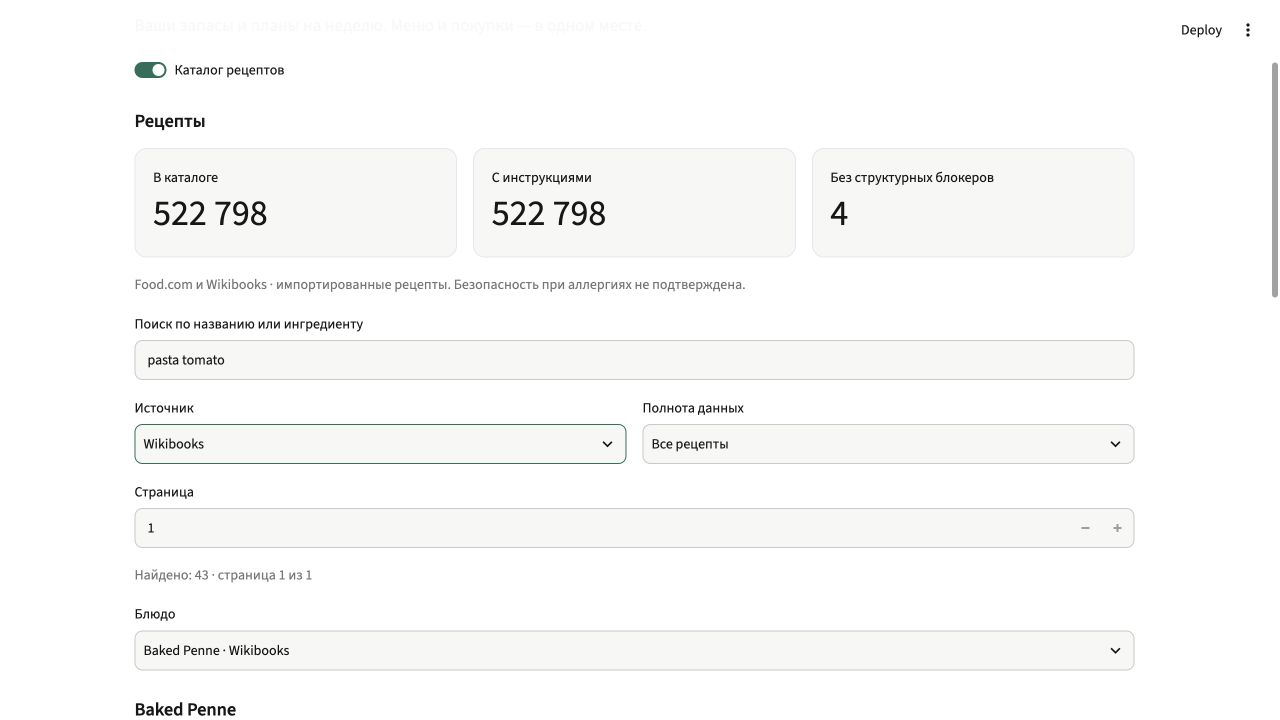 Ваши запасы и планы на неделю. Меню и покупки — в одном месте.
Deploy
Каталог рецептов
Рецепты
В каталоге
522 798
С инструкциями
522 798
Без структурных блокеров
4
Food.com и Wikibooks · импортированные рецепты. Безопасность при аллергиях не подтверждена.
Поиск по названию или ингредиенту
pasta tomato
Источник
Wikibooks
Полнота данных
Все рецепты
Страница
1
Найдено: 43 · страница 1 из 1
Блюдо
Baked Penne · Wikibooks
Baked Penne